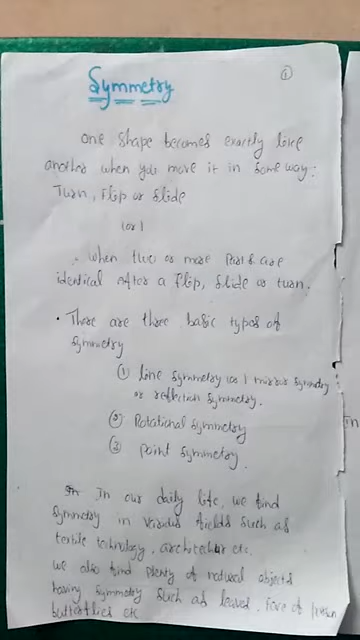 ①
Symmetry
One shape becomes exactly like
another when you move it in some way:
Turn, Flip or Slide
(or)
. When two or more parts are
identical after a flip, slide or turn.
• There are three basic types of
symmetry
① Line symmetry (or) mirror symmetry
or reflection symmetry.
② Rotational symmetry
③ point symmetry.
In our daily life, we find
symmetry in various fields such as
textile technology, architecture etc.
we also find plenty of natural objects
having symmetry such as leaves, Face of person
butterflies etc